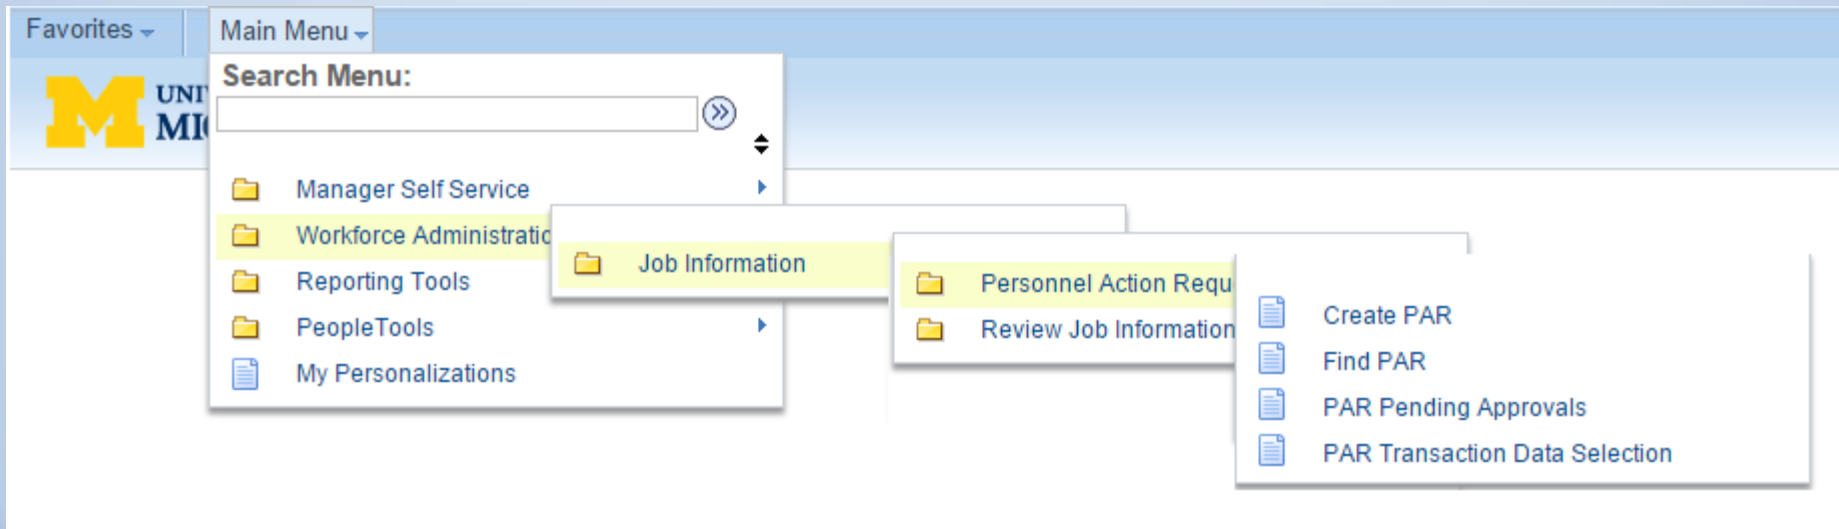 Favorites
Main Menu
Search Menu:
UNI
MI
Manager Self Service
Workforce Administratio
Reporting Tools
PeopleTools
My Personalizations
Job Information
Personnel Action Requ
Review Job Information
Create PAR
Find PAR
PAR Pending Approvals
PAR Transaction Data Selection